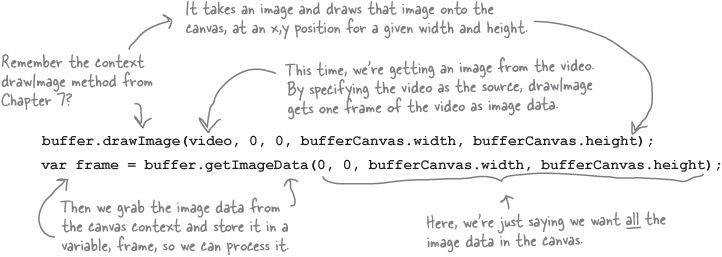 It takes an image and draws that image onto the
canvas, at an x,y position for a given width and height.
Remember the context
drawImage method from
Chapter 7?
This time, we're getting an image from the video.
By specifying the video as the source, drawImage
gets one frame of the video as image data.
buffer.drawImage(video, 0, 0, bufferCanvas.width, bufferCanvas.height);
var frame = buffer.getImageData(0, 0, bufferCanvas.width, bufferCanvas.height);
Then we grab the image data from
the canvas context and store it in a
variable, frame, so we can process it.
Here, we're just saying we want all the
image data in the canvas.